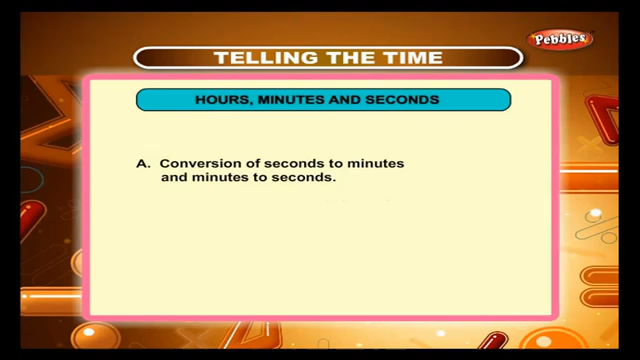 Pebbles
TELLING THE TIME
HOURS, MINUTES AND SECONDS
A. Conversion of seconds to minutes
and minutes to seconds.